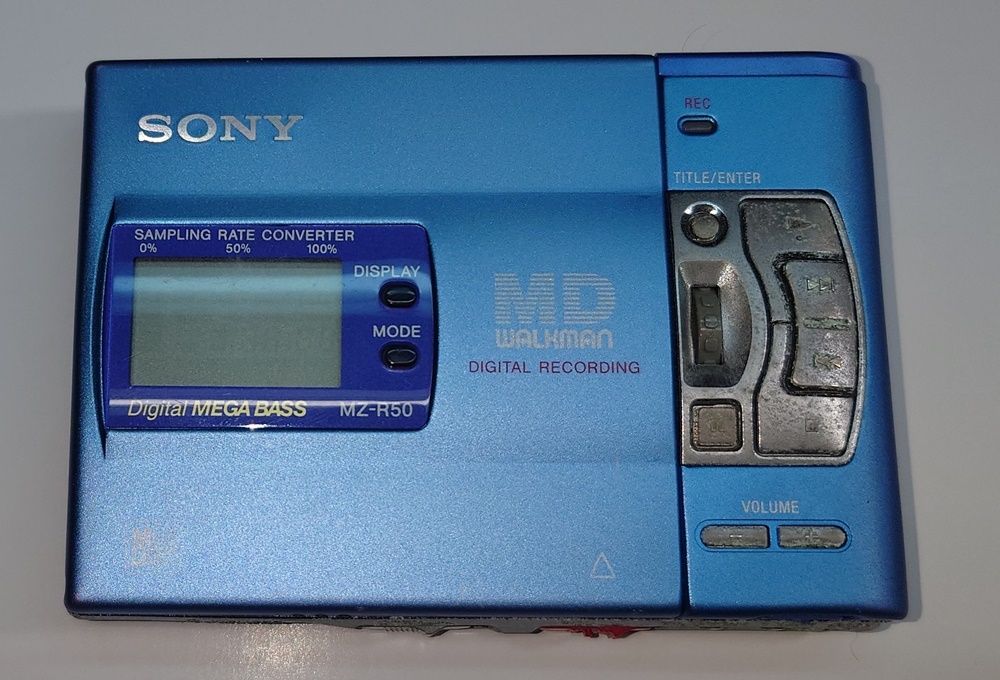 SONY
REC
TITLE/ENTER
SAMPLING RATE CONVERTER
0% 50% 100%
DISPLAY
MODE
MD
WALKMAN
DIGITAL RECORDING
Digital MEGA BASS MZ-R50
VOLUME
- +